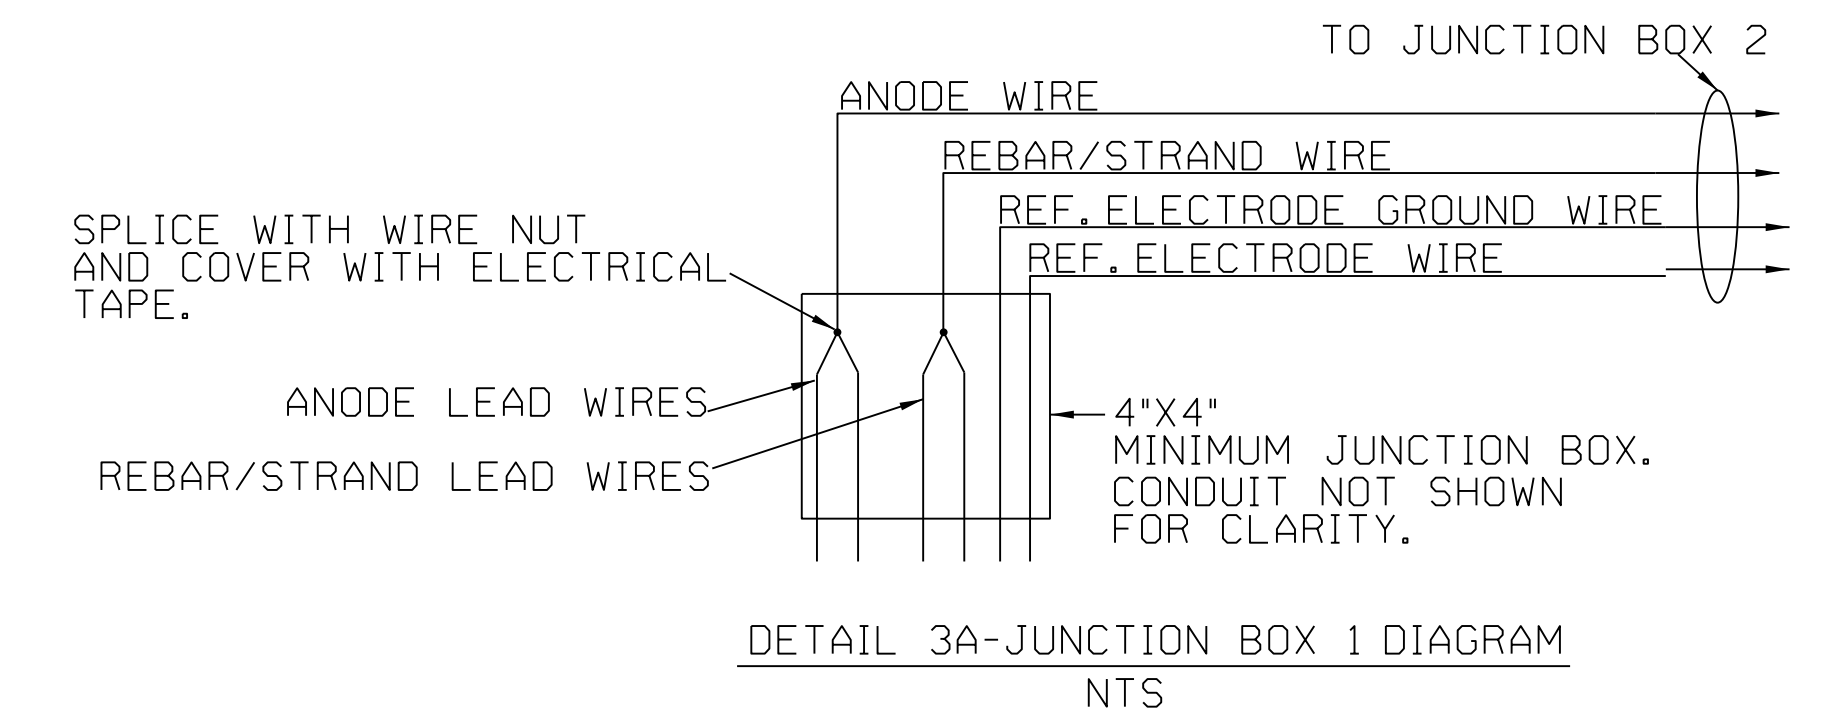 TO JUNCTION BOX 2
ANODE WIRE
REBAR/STRAND WIRE
REF. ELECTRODE GROUND WIRE
REF. ELECTRODE WIRE
SPLICE WITH WIRE NUT
AND COVER WITH ELECTRICAL
TAPE.
ANODE LEAD WIRES
REBAR/STRAND LEAD WIRES
4"X4"
MINIMUM JUNCTION BOX.
CONDUIT NOT SHOWN
FOR CLARITY.
DETAIL 3A-JUNCTION BOX 1 DIAGRAM
NTS